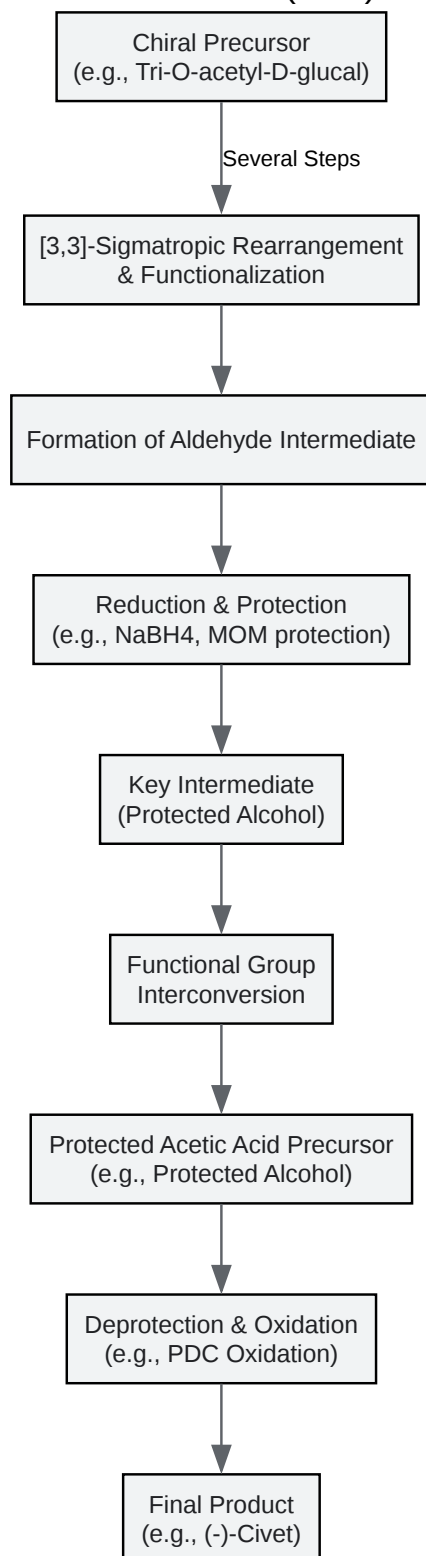 Chiral Precursor
(e.g., Tri-O-acetyl-D-glucal)
Several Steps
[3,3]-Sigmatropic Rearrangement
& Functionalization
Formation of Aldehyde Intermediate
Reduction & Protection
(e.g., NaBH4, MOM protection)
Key Intermediate
(Protected Alcohol)
Functional Group
Interconversion
Protected Acetic Acid Precursor
(e.g., Protected Alcohol)
Deprotection & Oxidation
(e.g., PDC Oxidation)
Final Product
(e.g., (-)-Civet)